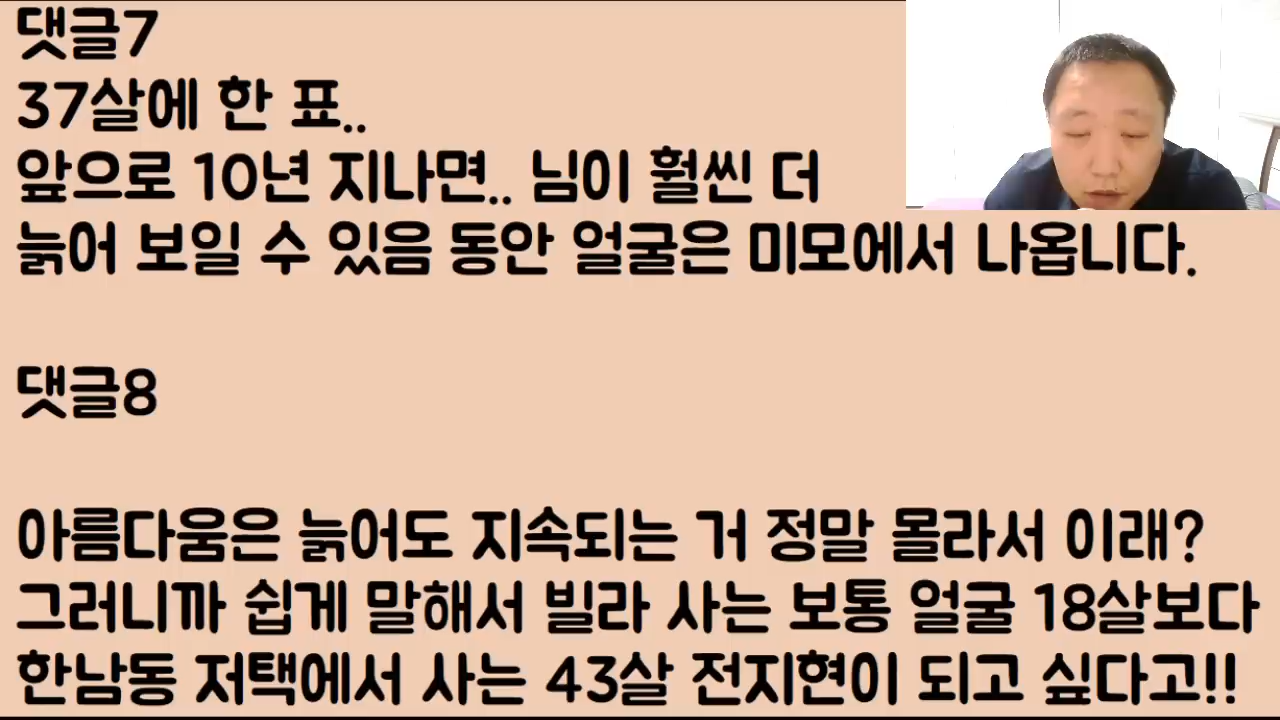 댓글7
37살에 한 표..
앞으로 10년 지나면.. 님이 훨씬 더
늙어 보일 수 있음 동안 얼굴은 미모에서 나옵니다.
댓글8
아름다움은 늙어도 지속되는 거 정말 몰라서 이래?
그러니까 쉽게 말해서 빌라 사는 보통 얼굴 18살보다
한남동 저택에서 사는 43살 전지현이 되고 싶다고!!